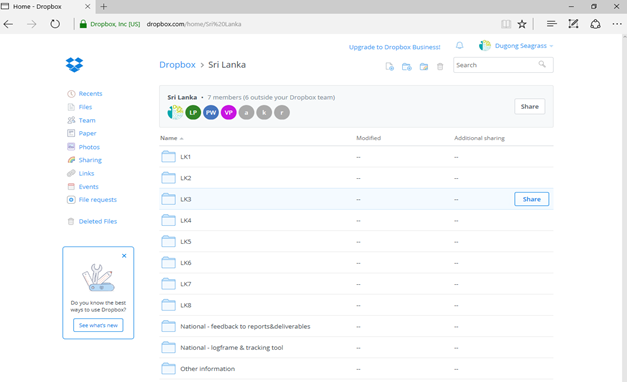 Home - Dropbox
Dropbox, Inc [US] dropbox.com/home/Sri%20Lanka
Upgrade to Dropbox Business!
Dugong Seagrass
Dropbox > Sri Lanka
Search
Recents
Files
Team
Paper
Photos
Sharing
Links
Events
File requests
Deleted Files
Do you know the best
ways to use Dropbox?
See what's new
Sri Lanka • 7 members (6 outside your Dropbox team)
LP PW VP a k r
Share
Name Modified Additional sharing
LK1 -- --
LK2 -- --
LK3 -- -- Share
LK4 -- --
LK5 -- --
LK6 -- --
LK7 -- --
LK8 -- --
National - feedback to reports&deliverables -- --
National - logframe & tracking tool -- --
Other information -- --